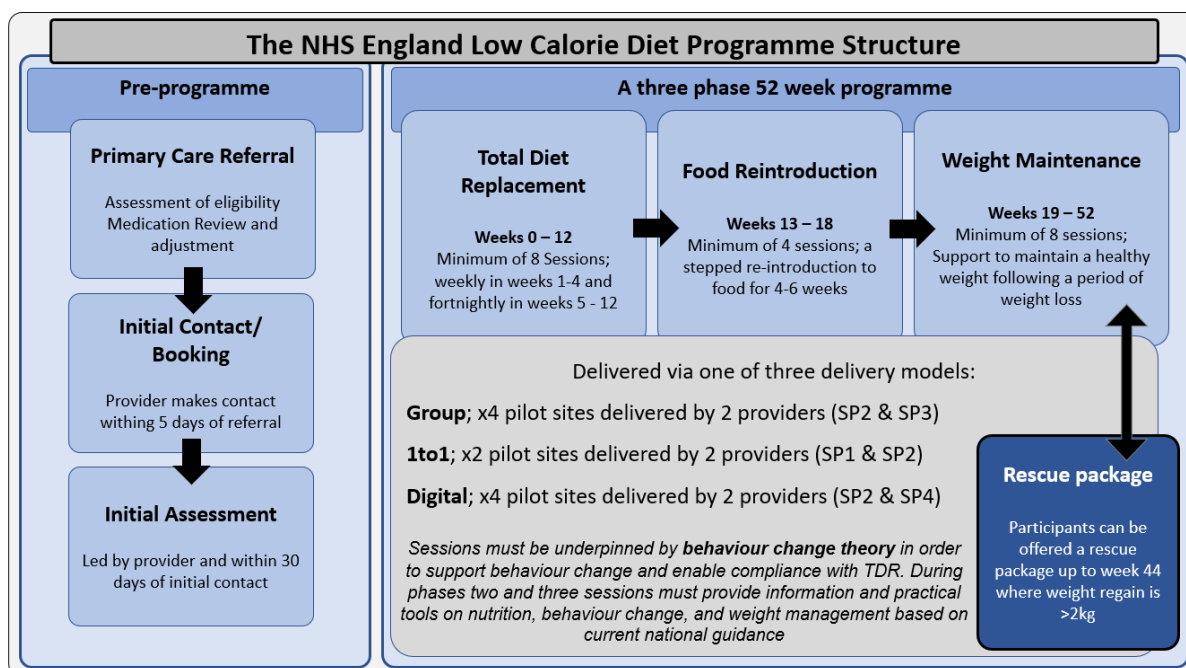 The NHS England Low Calorie Diet Programme Structure
Pre-programme
Primary Care Referral
Assessment of eligibility
Medication Review and
adjustment
Initial Contact/
Booking
Provider makes contact
withing 5 days of referral
Initial Assessment
Led by provider and within 30
days of initial contact
A three phase 52 week programme
Total Diet
Replacement
Weeks 0 – 12
Minimum of 8 Sessions;
weekly in weeks 1-4 and
fortnightly in weeks 5 - 12
Food Reintroduction
Weeks 13 – 18
Minimum of 4 sessions; a
stepped re-introduction to
food for 4-6 weeks
Weight Maintenance
Weeks 19 – 52
Minimum of 8 sessions;
Support to maintain a healthy
weight following a period of
weight loss
Delivered via one of three delivery models:
Group; x4 pilot sites delivered by 2 providers (SP2 & SP3)
1to1; x2 pilot sites delivered by 2 providers (SP1 & SP2)
Digital; x4 pilot sites delivered by 2 providers (SP2 & SP4)
Sessions must be underpinned by behaviour change theory in order
to support behaviour change and enable compliance with TDR. During
phases two and three sessions must provide information and practical
tools on nutrition, behaviour change, and weight management based on
current national guidance
Rescue package
Participants can be
offered a rescue
package up to week 44
where weight regain is
>2kg